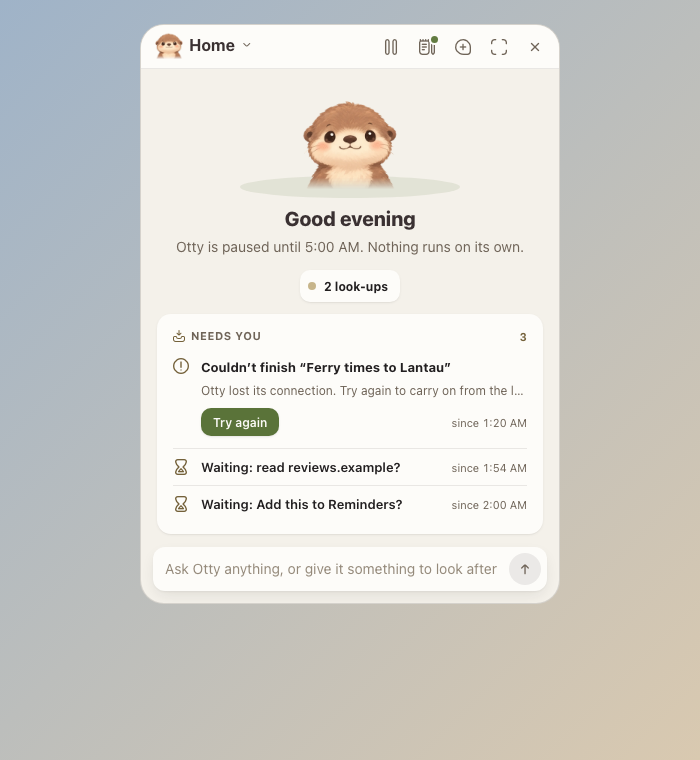 Home
Good evening
Otty is paused until 5:00 AM. Nothing runs on its own.
2 look-ups
NEEDS YOU 3
Couldn’t finish “Ferry times to Lantau”
Otty lost its connection. Try again to carry on from the l…
Try again since 1:20 AM
Waiting: read reviews.example? since 1:54 AM
Waiting: Add this to Reminders? since 2:00 AM
Ask Otty anything, or give it something to look after